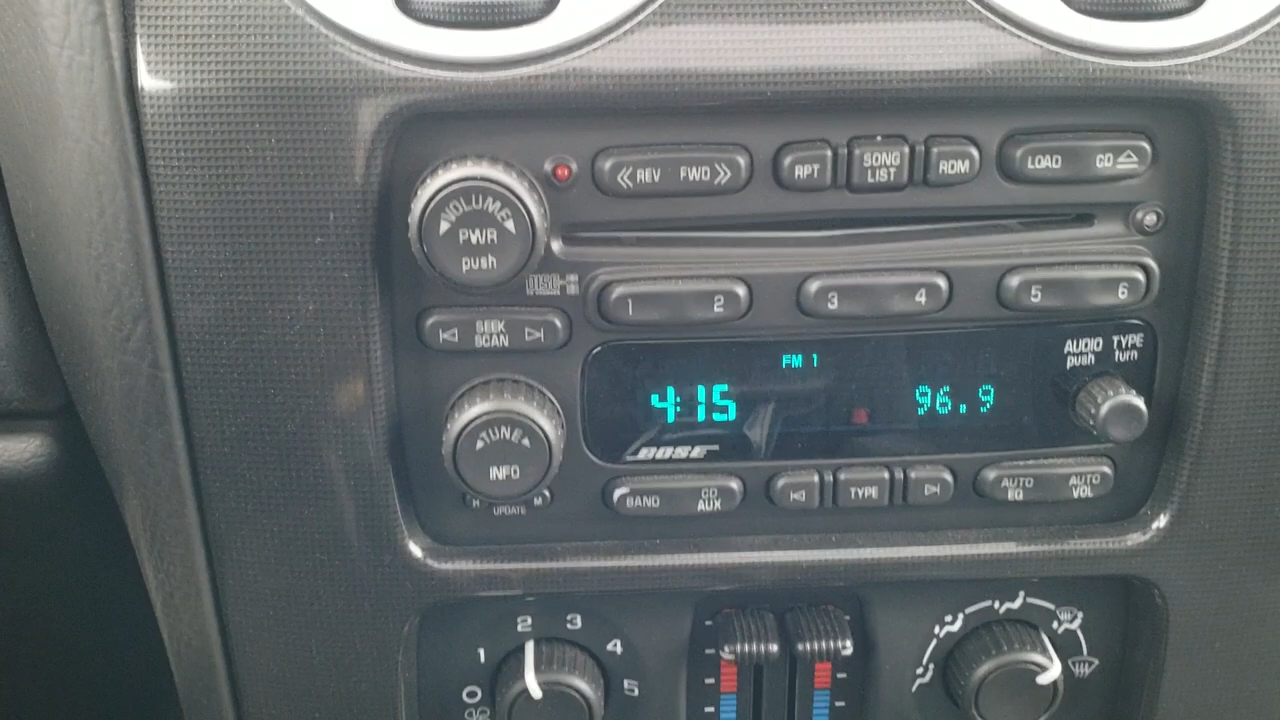 REV FWD
RPT
SONG
LIST
RDM
LOAD CD
VOLUME
PWR
push
DISC
1 2
3 4
5 6
SEEK
SCAN
FM 1
AUDIO TYPE
push turn
4:15
96.9
TUNE
INFO
BOSE
H UPDATE M
BAND
CD
AUX
TYPE
AUTO
EQ
AUTO
VOL
0 1 2 3 4 5